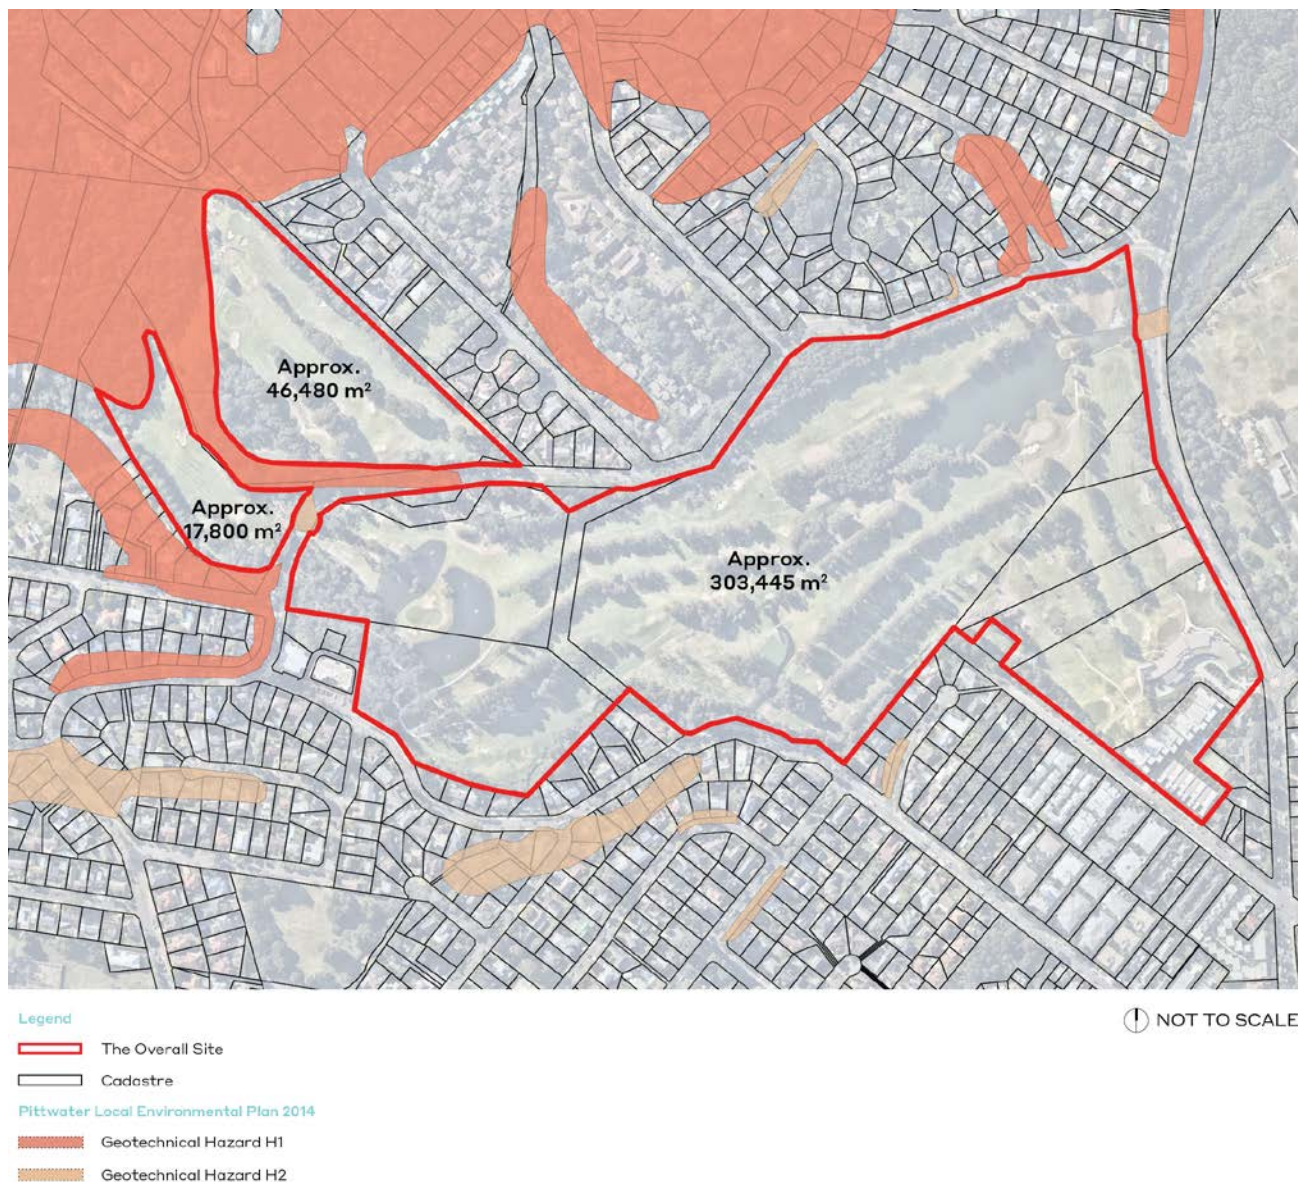 Approx.
46,480 m²
Approx.
17,800 m²
Approx.
303,445 m²
Legend
NOT TO SCALE
The Overall Site
Cadastre
Pittwater Local Environmental Plan 2014
Geotechnical Hazard H1
Geotechnical Hazard H2